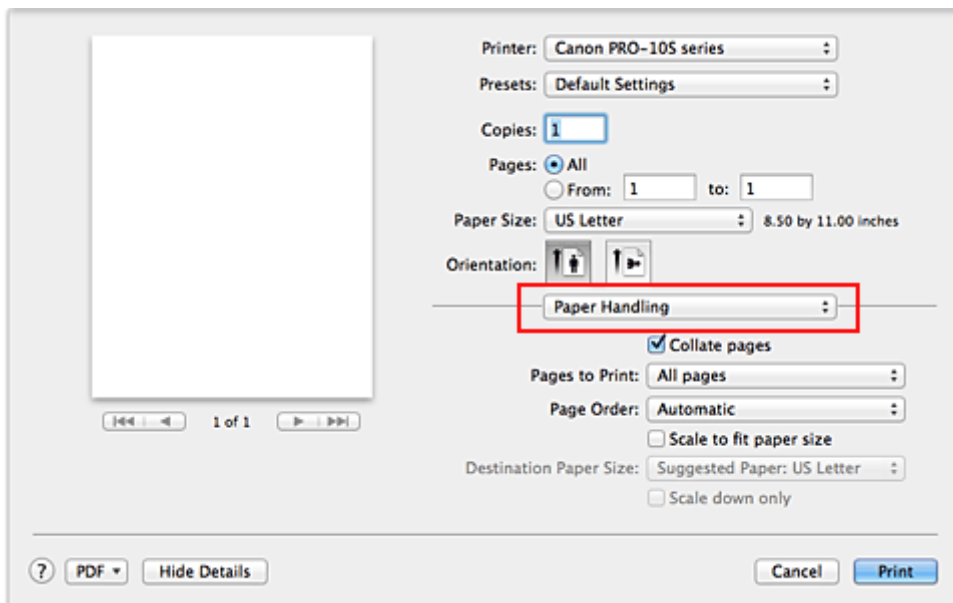 Printer: Canon PRO-10S series
Presets: Default Settings
Copies: 1
Pages: All
From: 1 to: 1
Paper Size: US Letter 8.50 by 11.00 inches
Orientation:
Paper Handling
Collate pages
Pages to Print: All pages
Page Order: Automatic
Scale to fit paper size
Destination Paper Size: Suggested Paper: US Letter
Scale down only
1 of 1
? PDF Hide Details Cancel Print